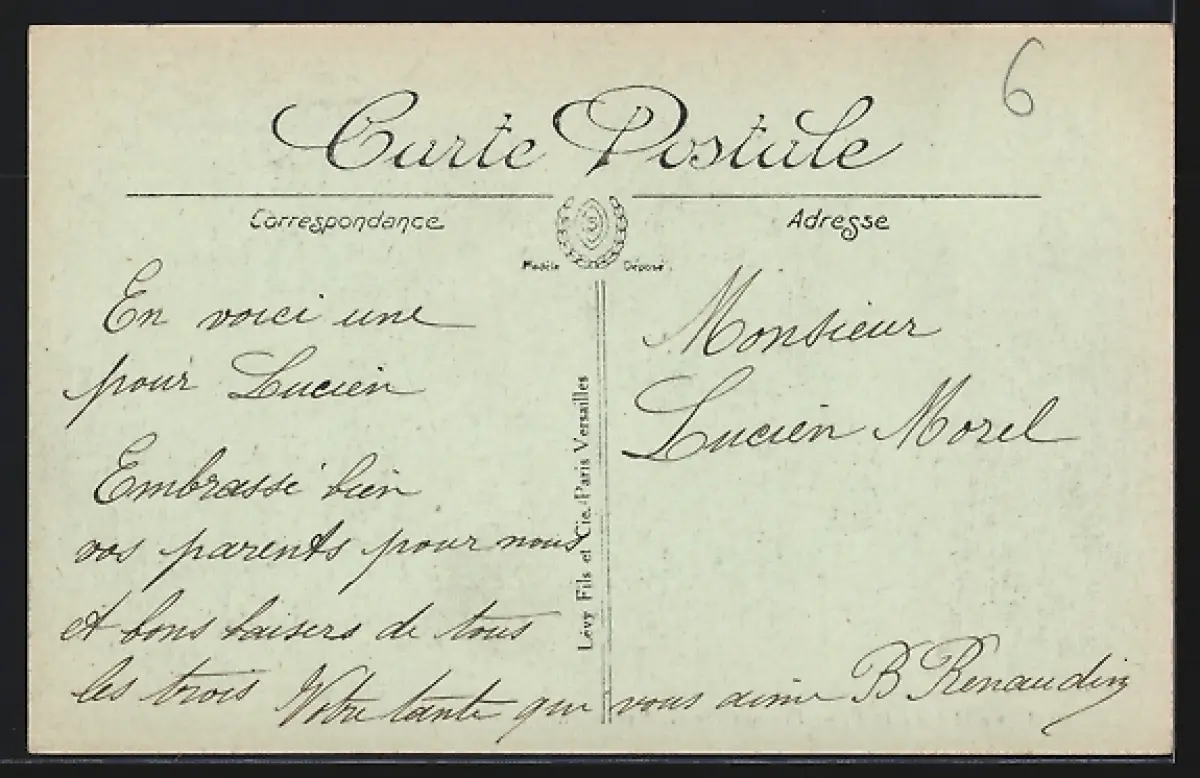 6
Carte Postale
Correspondance
Adresse
Modèle Déposé
En voici une
pour Lucien
Embrassé bien
vos parents pour nous
et bons baisers de tous
les trois Votre tante qui vous aime B Renaudin
Lévy Fils et Cie. Paris Versailles
Monsieur
Lucien Morel